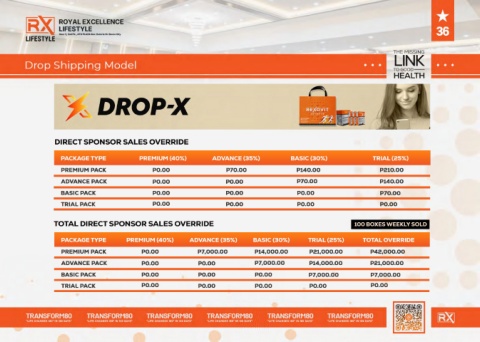 RX
LIFESTYLE
ROYAL EXCELLENCE
LIFESTYLE
36
Drop Shipping Model
THE MISSING
LINK
HEALTH
DROP-X
DIRECT SPONSOR SALES OVERRIDE
PACKAGE TYPE PREMIUM (40%) ADVANCE (35%) BASIC (30%) TRIAL (25%)
PREMIUM PACK P0.00 P70.00 P140.00 P210.00
ADVANCE PACK P0.00 P0.00 P70.00 P140.00
BASIC PACK P0.00 P0.00 P0.00 P70.00
TRIAL PACK P0.00 P0.00 P0.00 P0.00
TOTAL DIRECT SPONSOR SALES OVERRIDE 100 BOXES WEEKLY SOLD
PACKAGE TYPE PREMIUM (40%) ADVANCE (35%) BASIC (30%) TRIAL (25%) TOTAL OVERRIDE
PREMIUM PACK P0.00 P7,000.00 P14,000.00 P21,000.00 P42,000.00
ADVANCE PACK P0.00 P0.00 P7,000.00 P14,000.00 P21,000.00
BASIC PACK P0.00 P0.00 P0.00 P7,000.00 P7,000.00
TRIAL PACK P0.00 P0.00 P0.00 P0.00 P0.00
TRANSFORM180 TRANSFORM180 TRANSFORM180 TRANSFORM180 TRANSFORM180 TRANSFORM180
RX